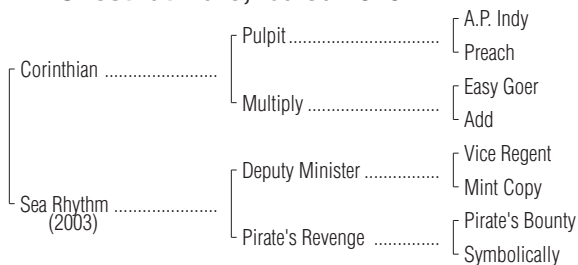 A.P. Indy
Pulpit
Preach
Corinthian
Easy Goer
Multiply
Add
Vice Regent
Deputy Minister
Mint Copy
Sea Rhythm
(2003)
Pirate's Bounty
Pirate's Revenge
Symbolically